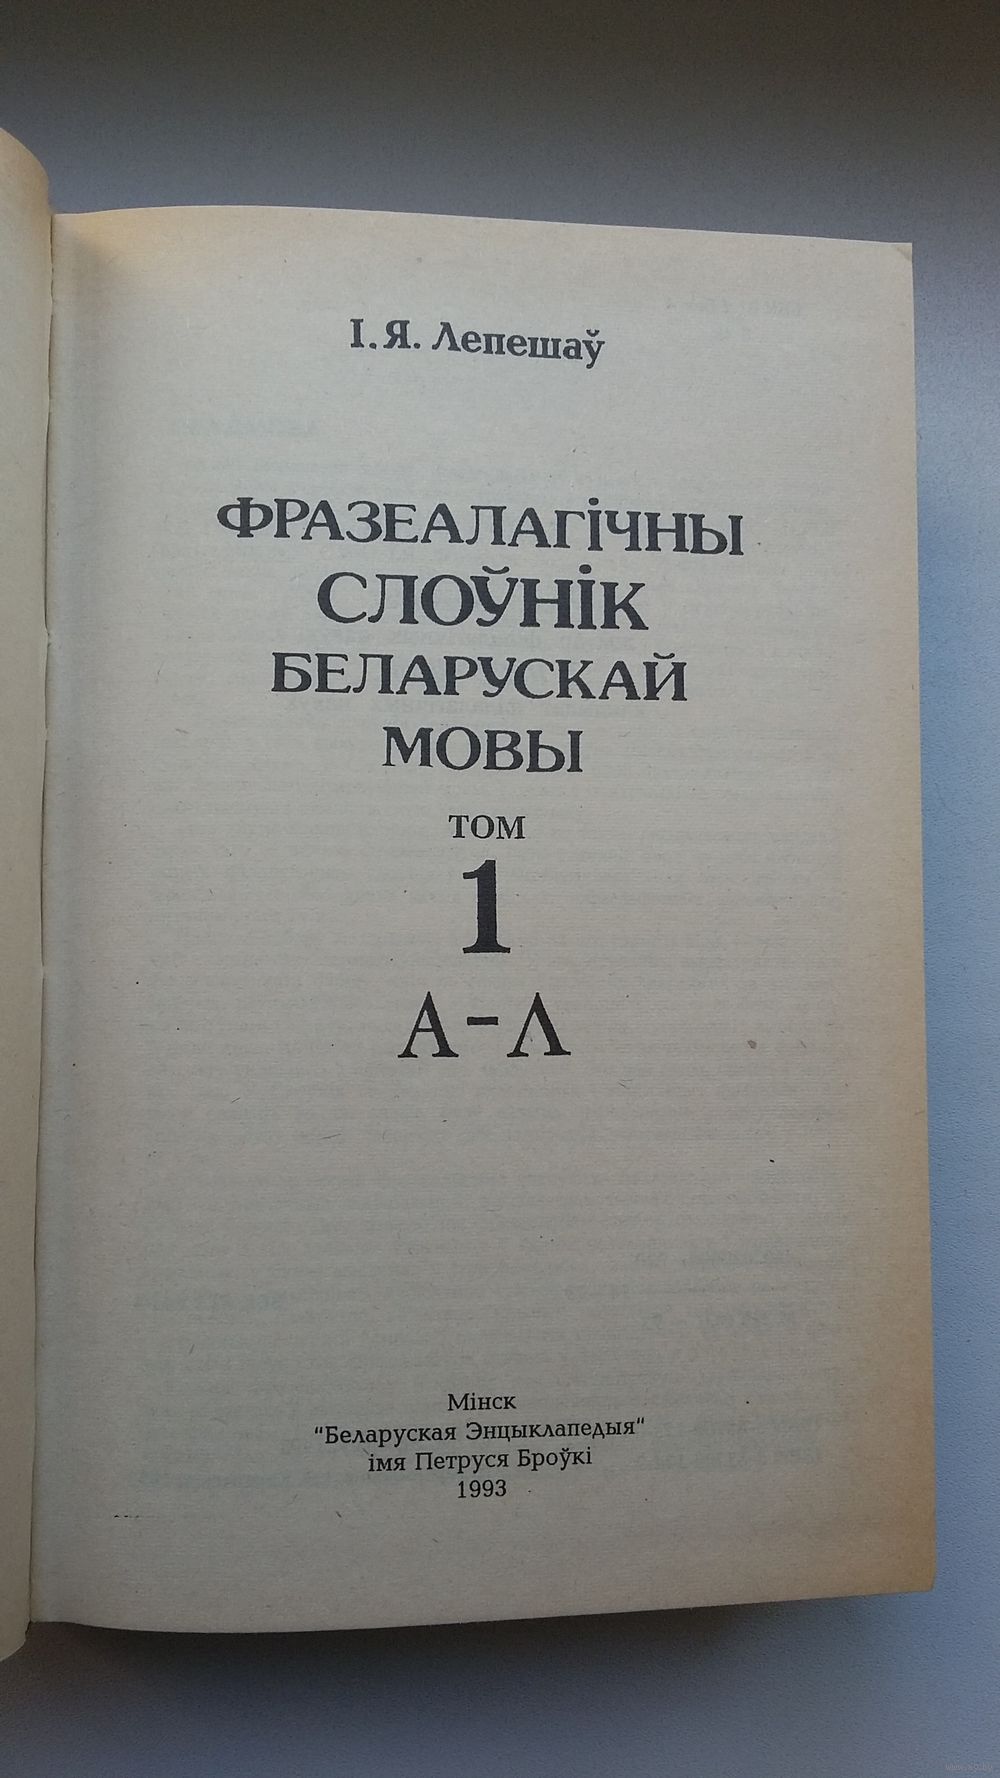 І. Я. Лепешаў
ФРАЗЕАЛАГІЧНЫ
СЛОЎНІК
БЕЛАРУСКАЙ
МОВЫ
ТОМ
1
А–Л
Мінск
"Беларуская Энцыклапедыя"
імя Петруся Броўкі
1993